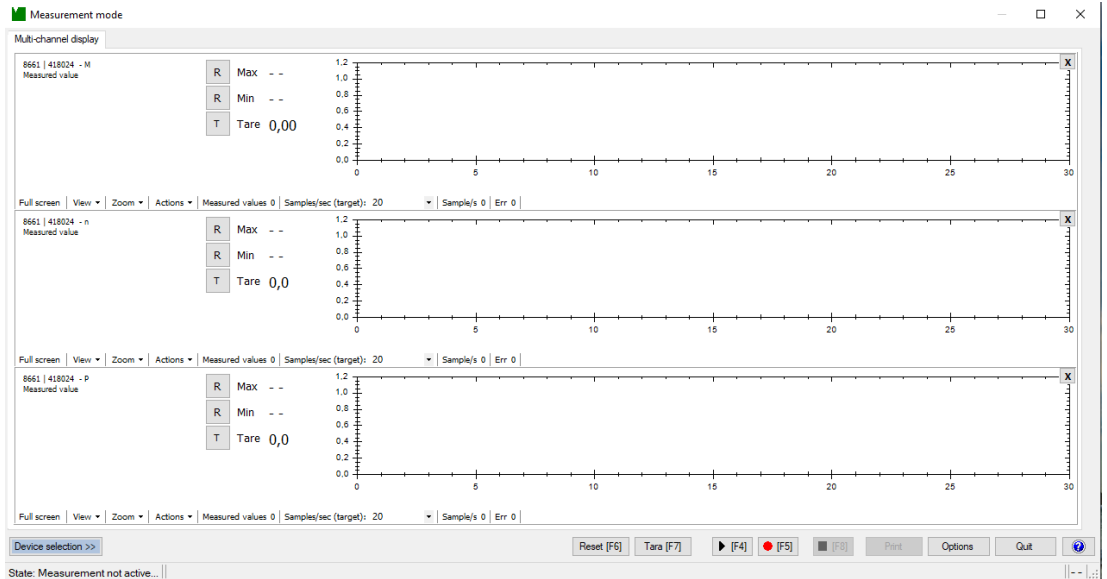 Measurement mode
Multi-channel display
8661 | 418024 - M
Measured value
R Max - -
R Min - -
T Tare 0,00
1,2
1,0
0,8
0,6
0,4
0,2
0,0
0 5 10 15 20 25 30
X
Full screen | View | Zoom | Actions | Measured values 0 | Samples/sec (target): 20 | Sample/s 0 | Err 0 |
8661 | 418024 - n
Measured value
R Max - -
R Min - -
T Tare 0,0
1,2
1,0
0,8
0,6
0,4
0,2
0,0
0 5 10 15 20 25 30
X
Full screen | View | Zoom | Actions | Measured values 0 | Samples/sec (target): 20 | Sample/s 0 | Err 0 |
8661 | 418024 - P
Measured value
R Max - -
R Min - -
T Tare 0,0
1,2
1,0
0,8
0,6
0,4
0,2
0,0
0 5 10 15 20 25 30
X
Full screen | View | Zoom | Actions | Measured values 0 | Samples/sec (target): 20 | Sample/s 0 | Err 0 |
Device selection >> Reset [F6] Tara [F7] [F4] [F5] [F8] Print Options Quit ?
State: Measurement not active... - -